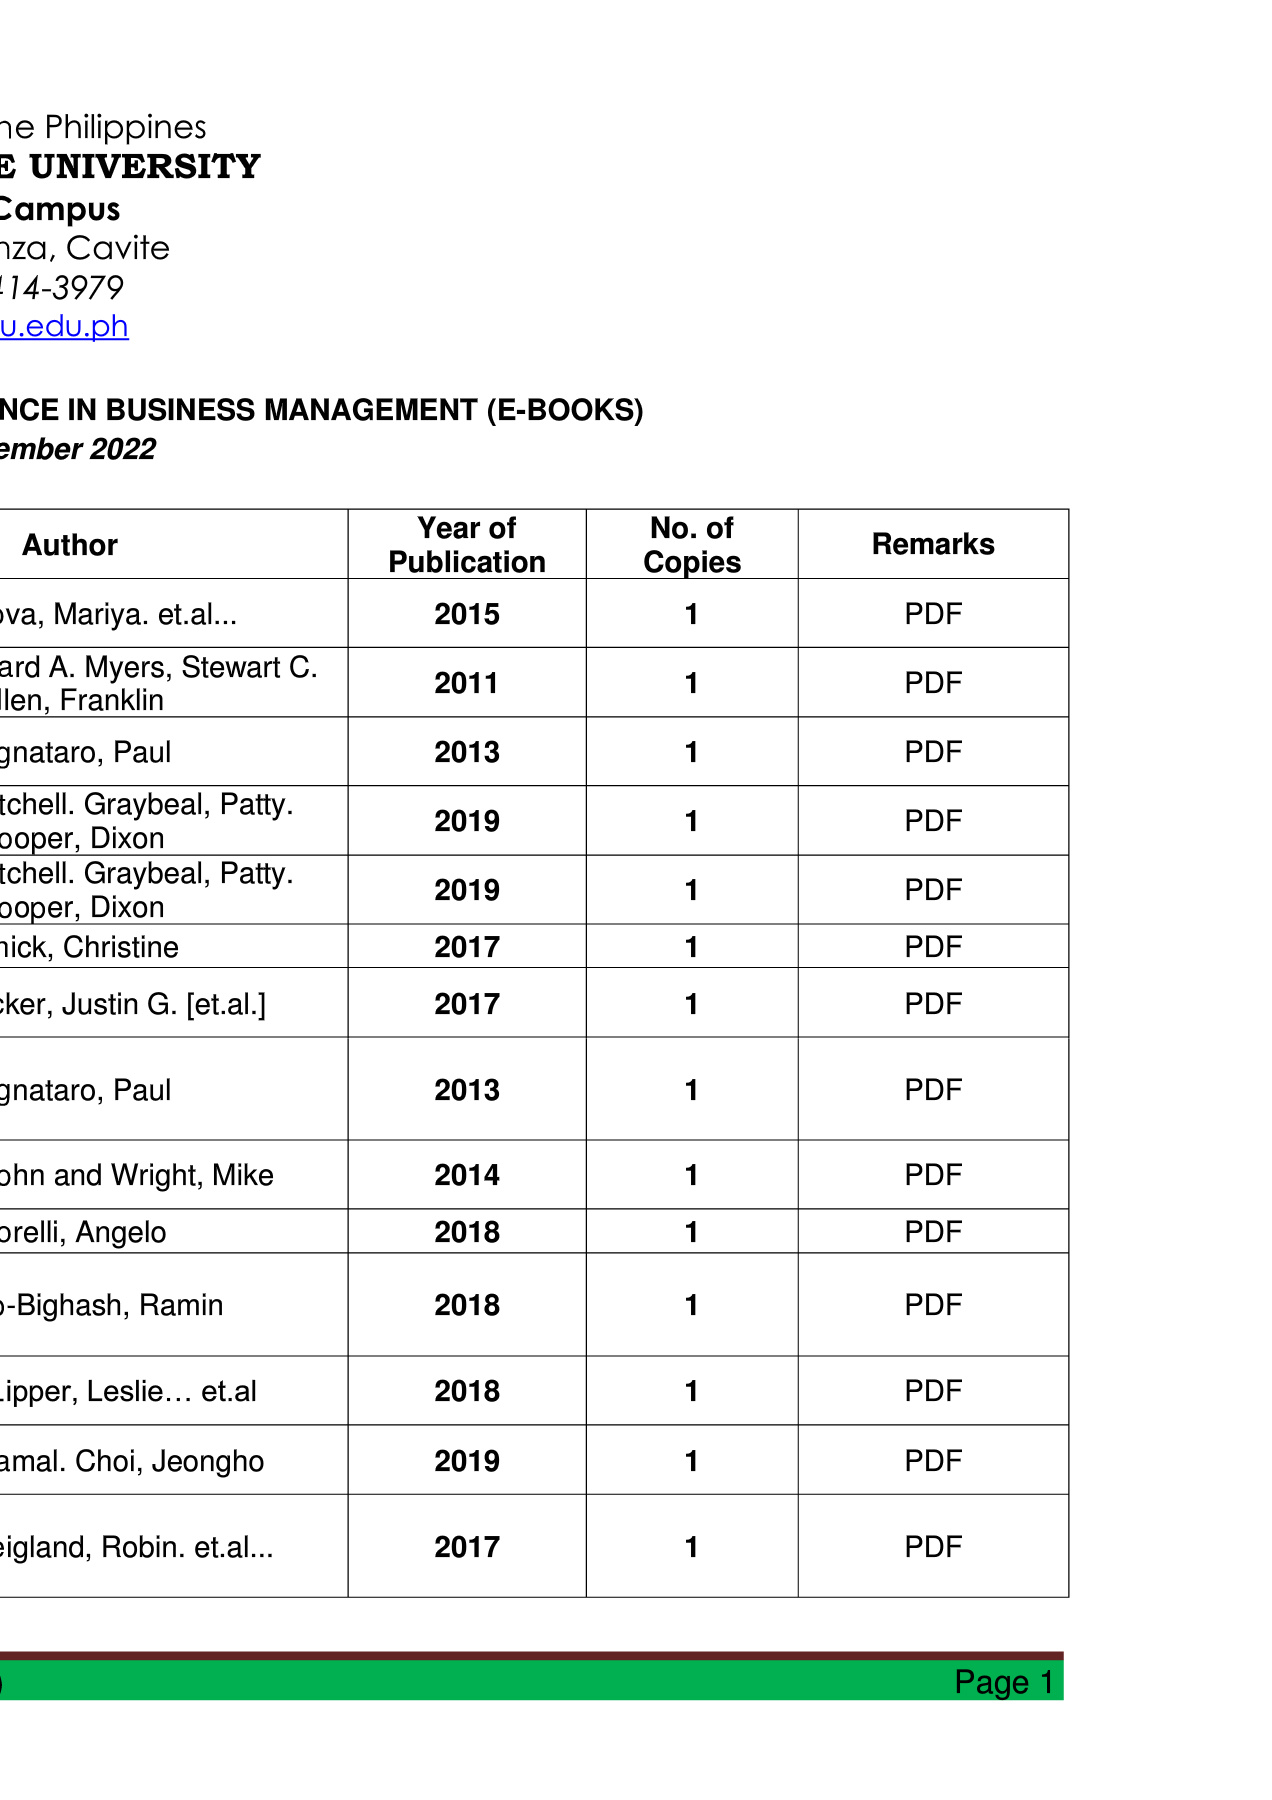 ne Philippines
E UNIVERSITY
Campus
nza, Cavite
414-3979
u.edu.ph
NCE IN BUSINESS MANAGEMENT (E-BOOKS)
ember 2022
Author Year of Publication No. of Copies Remarks
ova, Mariya. et.al... 2015 1 PDF
ard A. Myers, Stewart C.
llen, Franklin 2011 1 PDF
gnataro, Paul 2013 1 PDF
tchell. Graybeal, Patty.
ooper, Dixon 2019 1 PDF
tchell. Graybeal, Patty.
ooper, Dixon 2019 1 PDF
nick, Christine 2017 1 PDF
cker, Justin G. [et.al.] 2017 1 PDF
gnataro, Paul 2013 1 PDF
ohn and Wright, Mike 2014 1 PDF
orelli, Angelo 2018 1 PDF
o-Bighash, Ramin 2018 1 PDF
Lipper, Leslie… et.al 2018 1 PDF
amal. Choi, Jeongho 2019 1 PDF
eigland, Robin. et.al... 2017 1 PDF
) Page 1